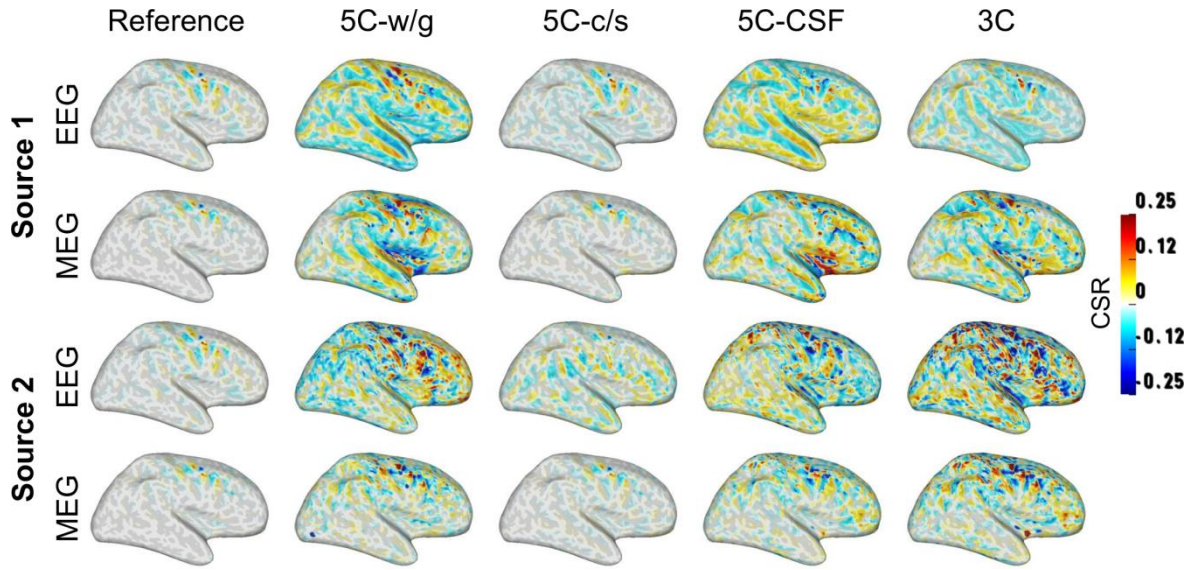 Reference 5C-w/g 5C-c/s 5C-CSF 3C
Source 1
EEG
MEG
Source 2
EEG
MEG
CSR
0.25
0.12
0
-0.12
-0.25